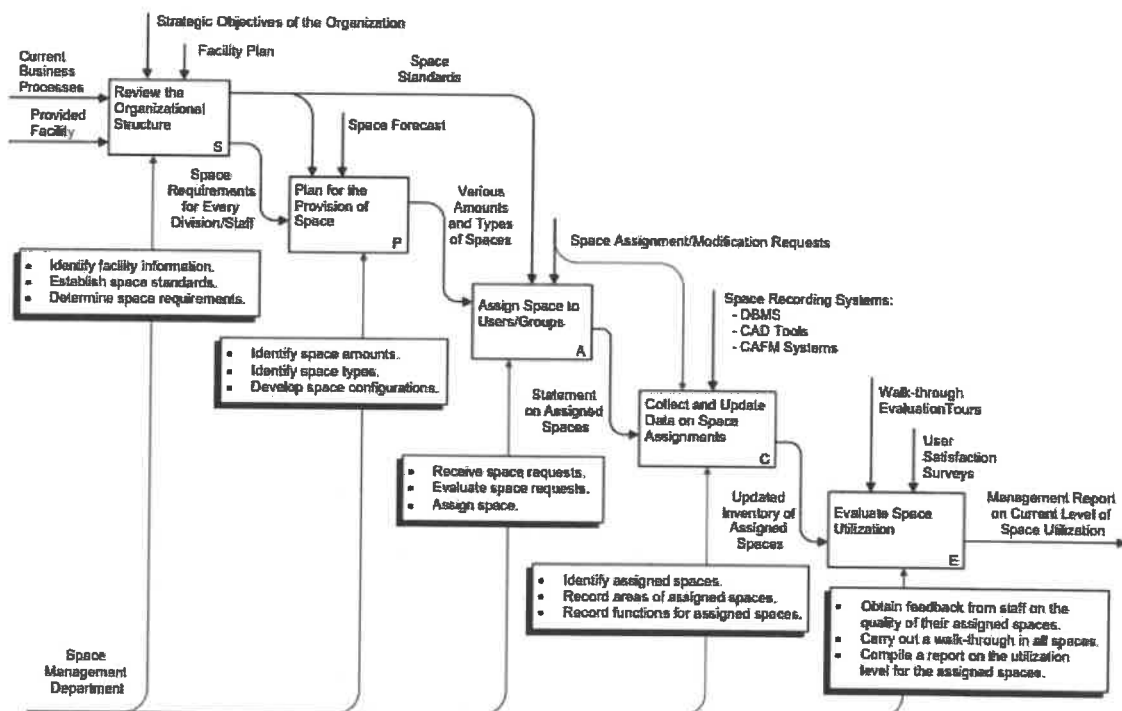 Strategic Objectives of the Organization
Facility Plan
Current
Business
Processes
Provided
Facility
Review the
Organizational
Structure
S
Space
Standards
Space Forecast
Space
Requirements
for Every
Division/Staff
Plan for the
Provision of
Space
P
Various
Amounts
and Types
of Spaces
Space Assignment/Modification Requests
• Identify facility information.
• Establish space standards.
• Determine space requirements.
Assign Space to
Users/Groups
A
Space Recording Systems:
- DBMS
- CAD Tools
- CAFM Systems
• Identify space amounts.
• Identify space types.
• Develop space configurations.
Statement
on Assigned
Spaces
Collect and Update
Data on Space
Assignments
C
Walk-through
EvaluationTours
User
Satisfaction
Surveys
• Receive space requests.
• Evaluate space requests.
• Assign space.
Updated
Inventory of
Assigned
Spaces
Evaluate Space
Utilization
E
Management Report
on Current Level of
Space Utilization
• Identify assigned spaces.
• Record areas of assigned spaces.
• Record functions for assigned spaces.
• Obtain feedback from staff on the
quality of their assigned spaces.
• Carry out a walk-through in all spaces.
• Compile a report on the utilization
level for the assigned spaces.
Space
Management
Department